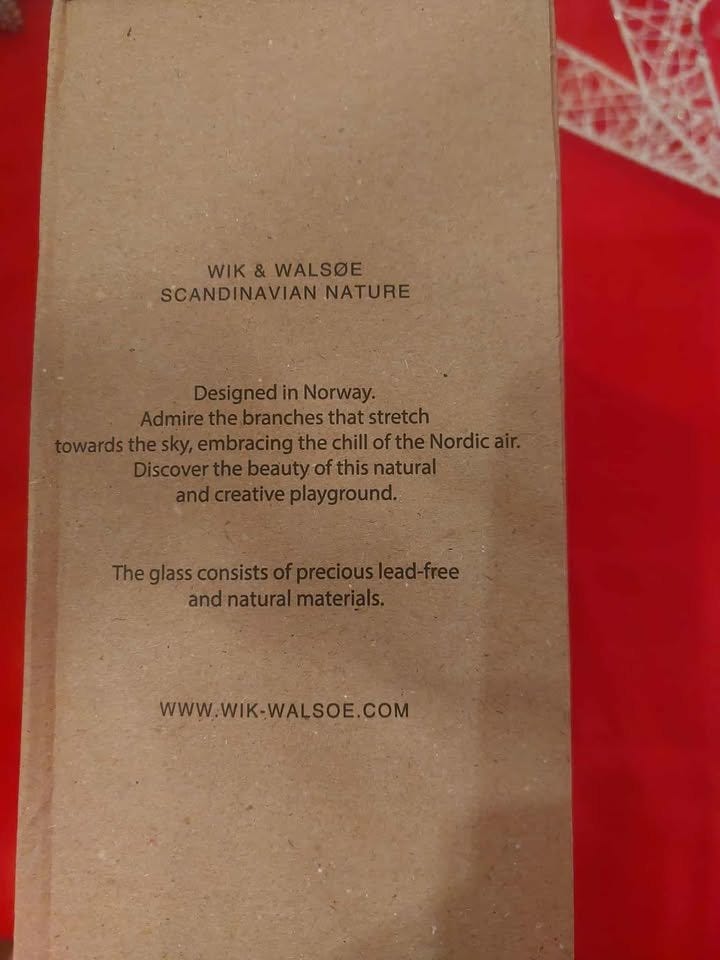 WIK & WALSØE
SCANDINAVIAN NATURE
Designed in Norway.
Admire the branches that stretch
towards the sky, embracing the chill of the Nordic air.
Discover the beauty of this natural
and creative playground.
The glass consists of precious lead-free
and natural materials.
WWW.WIK-WALSOE.COM